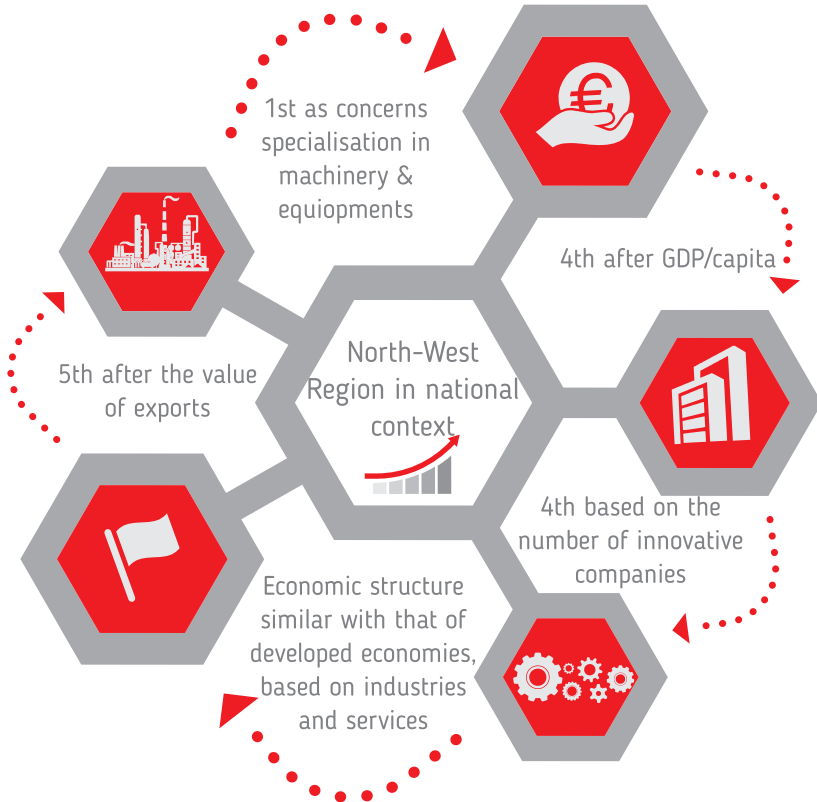 1st as concerns
specialisation in
machinery &
equiopments
4th after GDP/capita
North-West
Region in national
context
5th after the value
of exports
4th based on the
number of innovative
companies
Economic structure
similar with that of
developed economies,
based on industries
and services